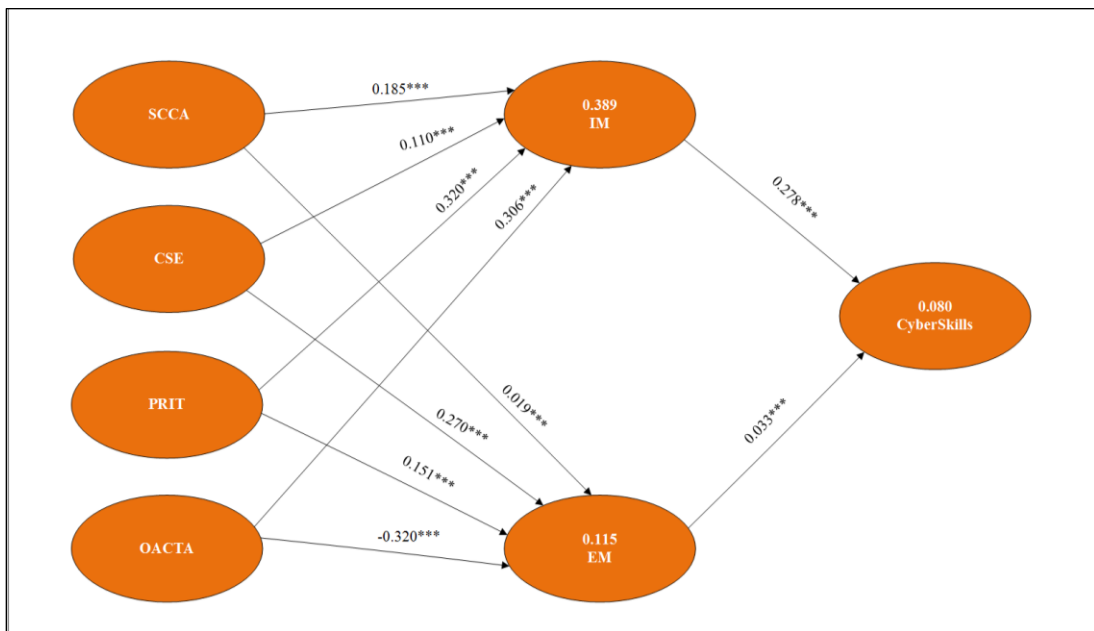 SCCA
0.185***
0.389
IM
0.110***
CSE
0.320***
0.306***
0.278***
0.080
CyberSkills
PRIT
0.019***
0.270***
0.151***
0.033***
OACTA
-0.320***
0.115
EM